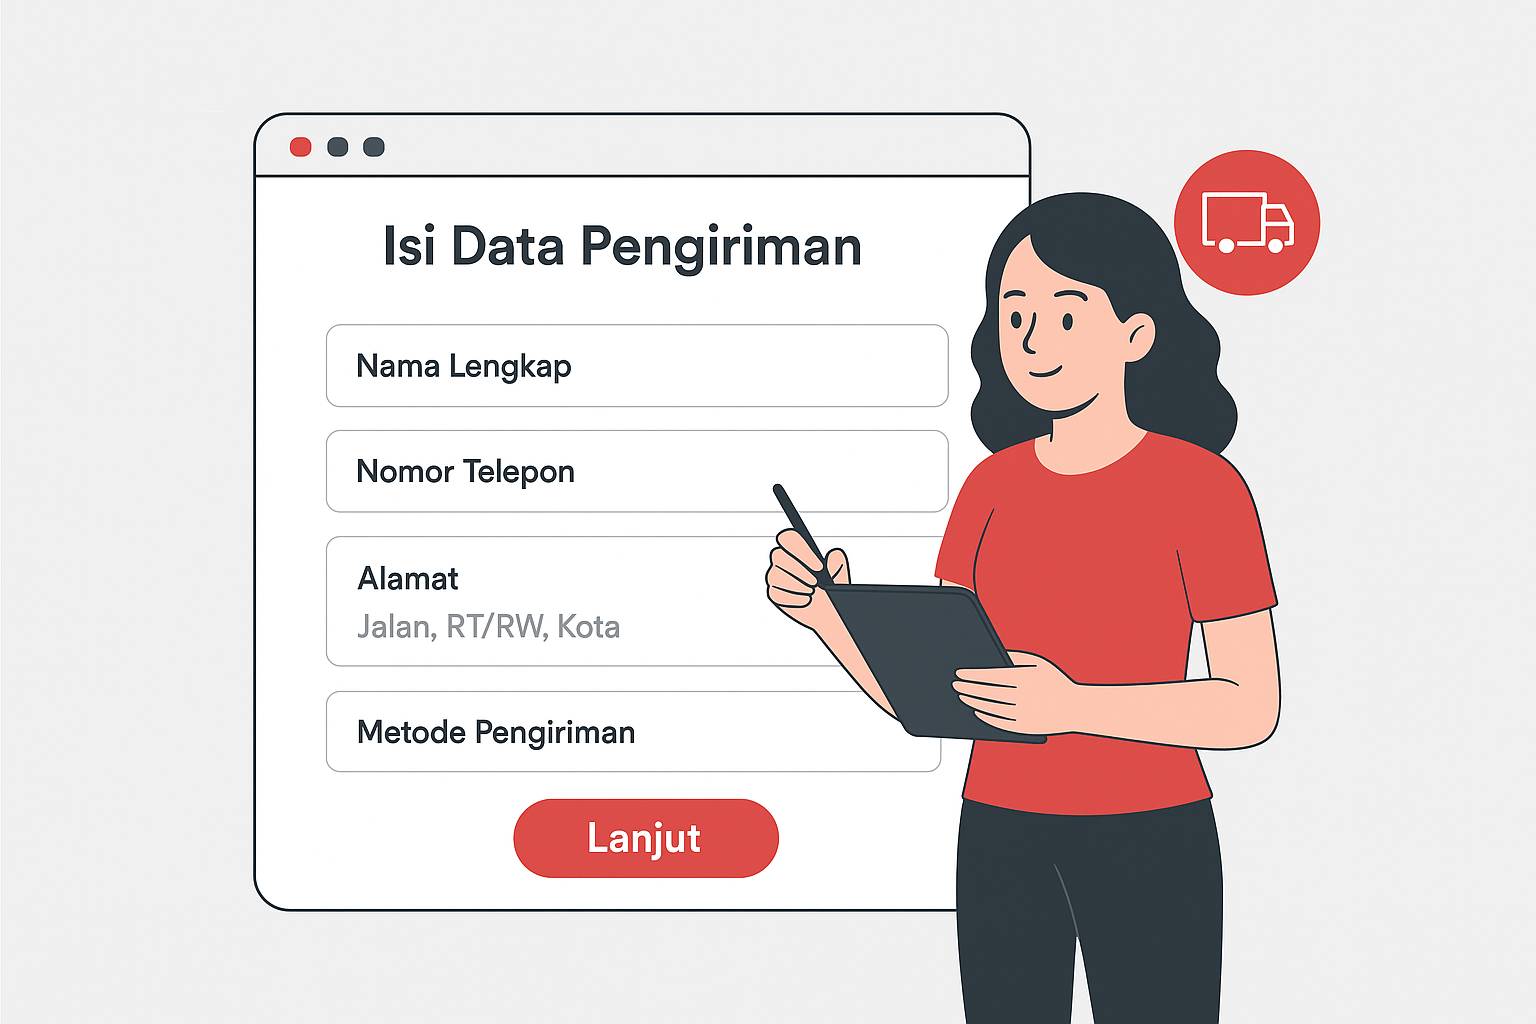 Isi Data Pengiriman
Nama Lengkap
Nomor Telepon
Alamat
Jalan, RT/RW, Kota
Metode Pengiriman
Lanjut